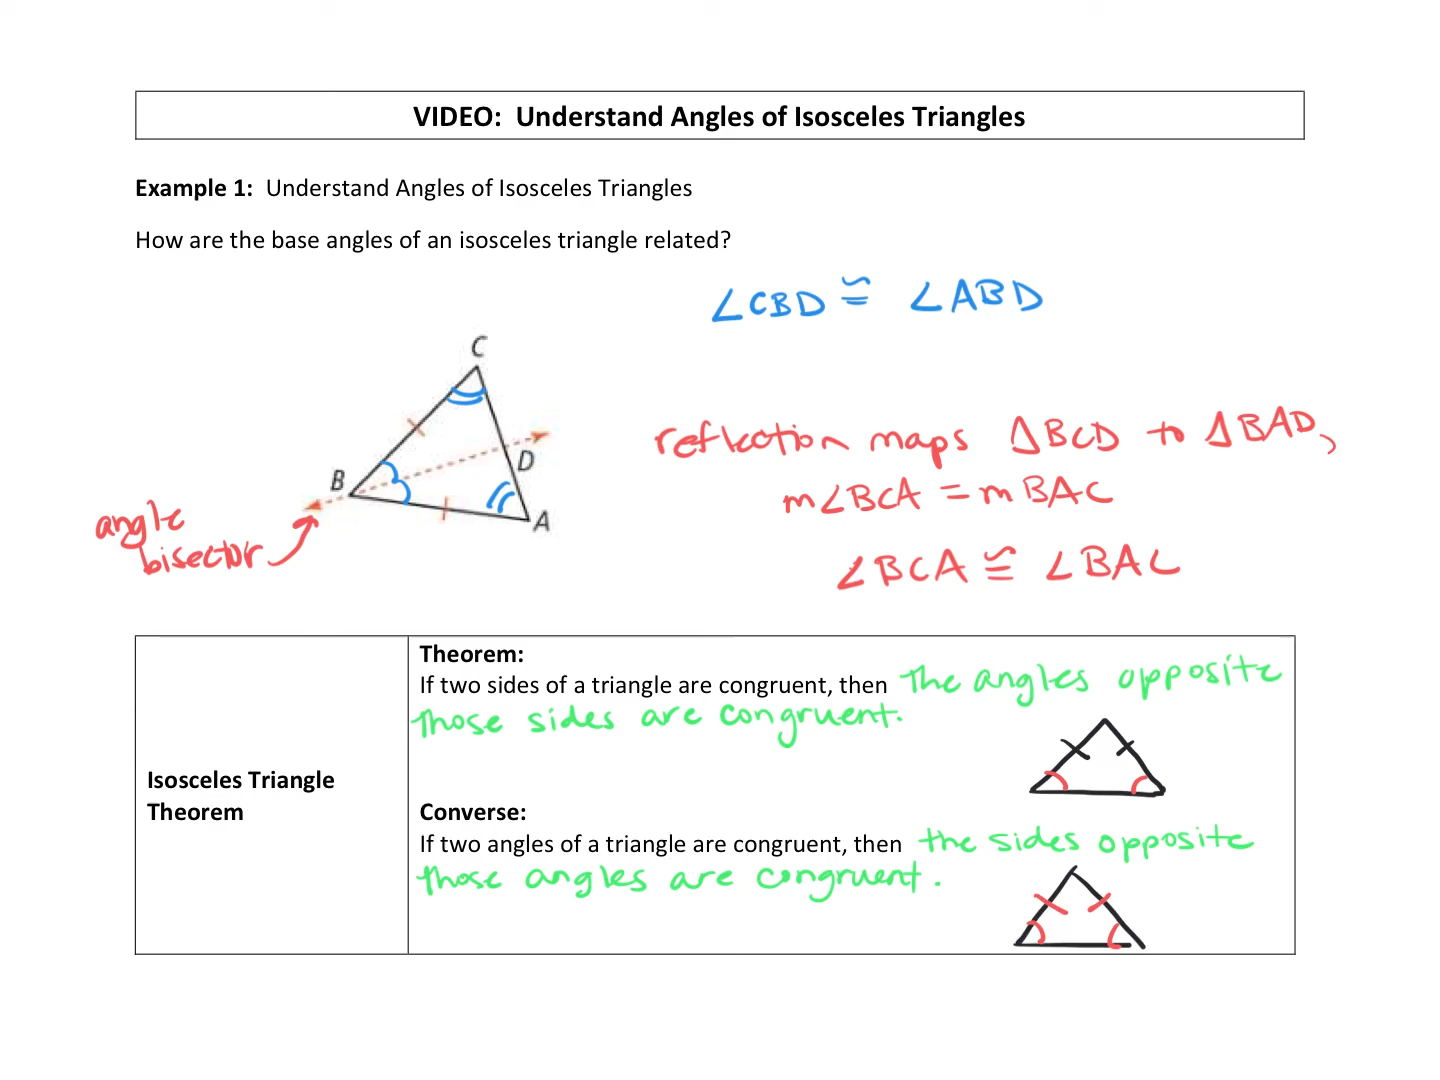 VIDEO: Understand Angles of Isosceles Triangles
Example 1: Understand Angles of Isosceles Triangles
How are the base angles of an isosceles triangle related?
∠CBD ≅ ∠ABD
C
B
D
A
angle
bisector
reflection maps △BCD to △BAD,
m∠BCA = mBAC
∠BCA ≅ ∠BAC
Isosceles Triangle
Theorem
Theorem:
If two sides of a triangle are congruent, then the angles opposite
those sides are congruent.
Converse:
If two angles of a triangle are congruent, then the sides opposite
those angles are congruent.